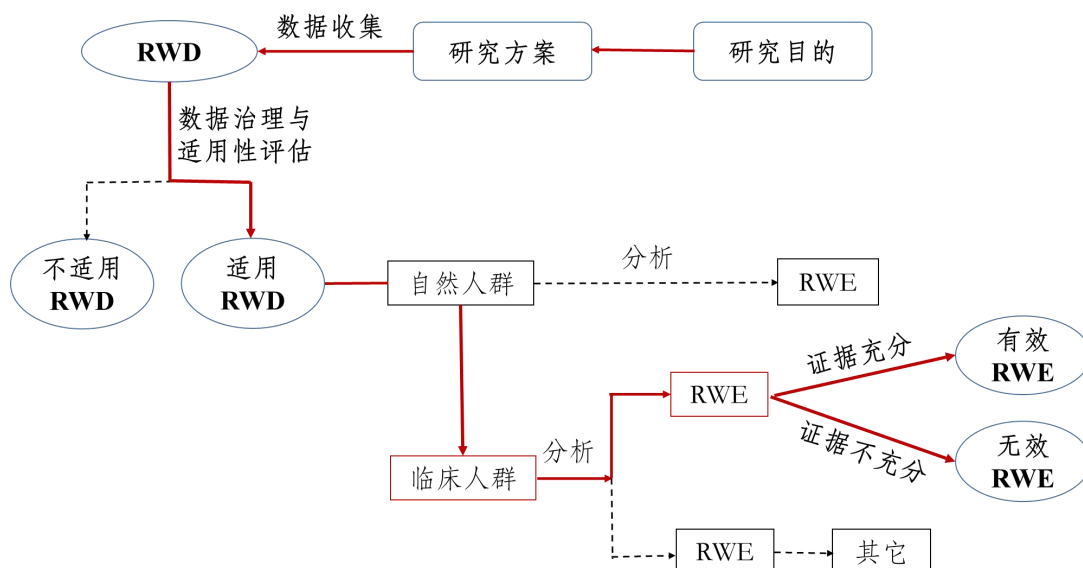 数据收集
RWD
研究方案
研究目的
数据治理与
适用性评估
不适用
RWD
适用
RWD
自然人群
分析
RWE
有效
RWE
证据充分
RWE
证据不充分
无效
RWE
分析
临床人群
RWE
其它